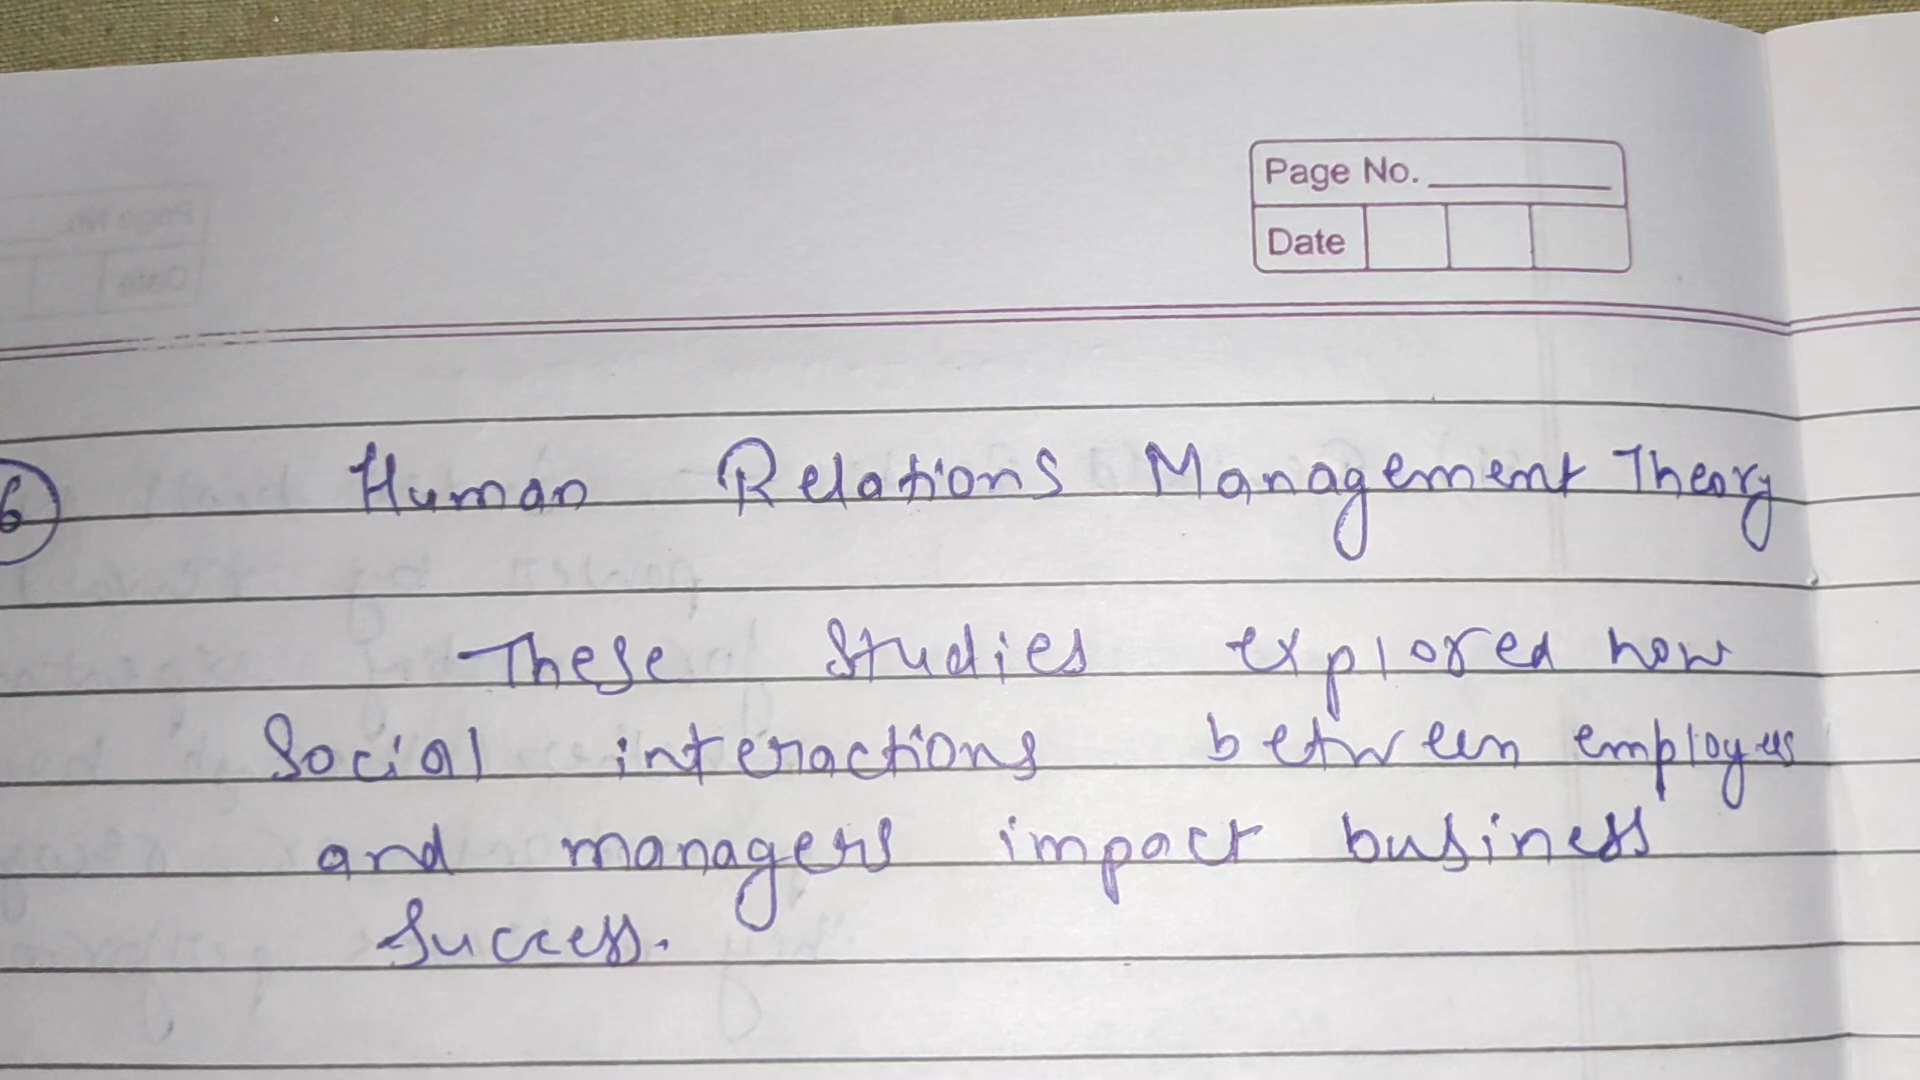 Page No.
Date
6 Human Relations Management Theory
These studies explored how
social interactions between employees
and managers impact business
success.